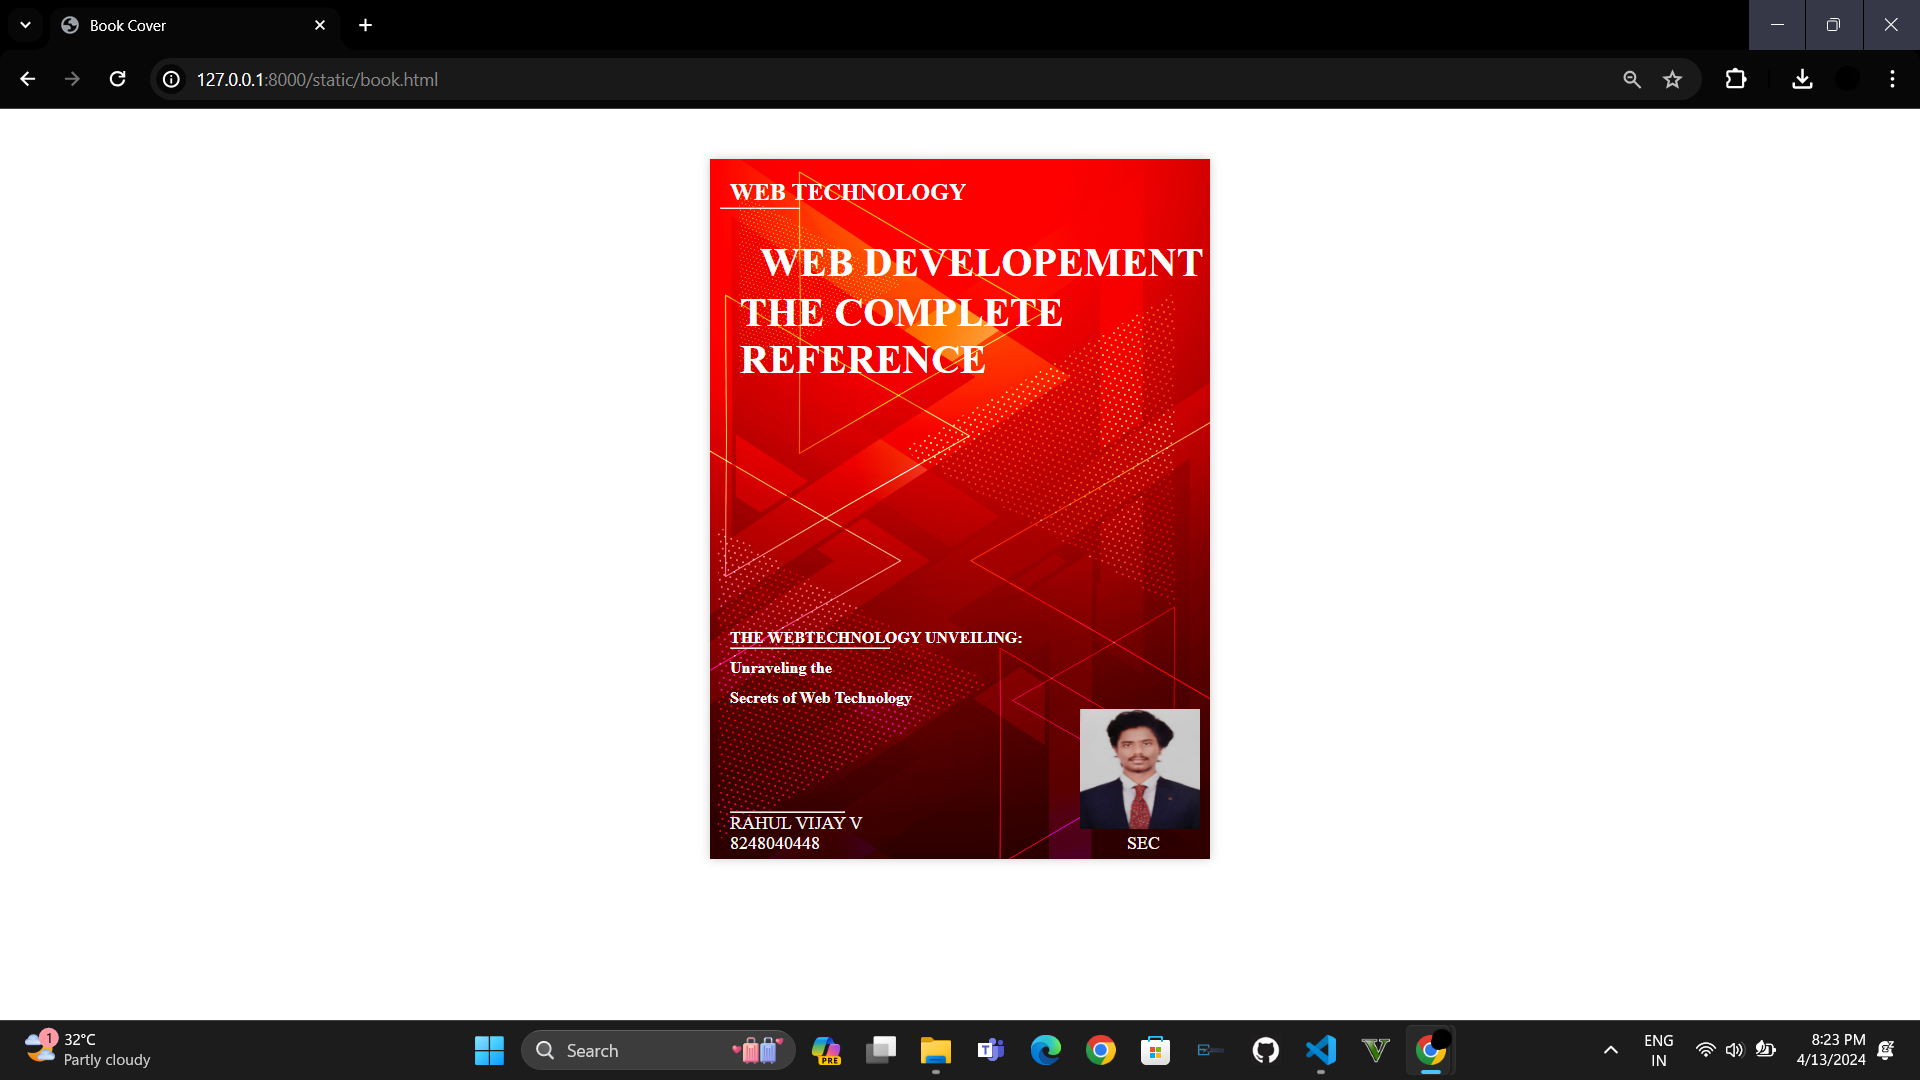 Book Cover
127.0.0.1:8000/static/book.html
WEB TECHNOLOGY
WEB DEVELOPEMENT
THE COMPLETE
REFERENCE
THE WEBTECHNOLOGY UNVEILING:
Unraveling the
Secrets of Web Technology
RAHUL VIJAY V
8248040448
SEC
1
32°C
Partly cloudy
Search
PRE
ENG
IN
8:23 PM
4/13/2024